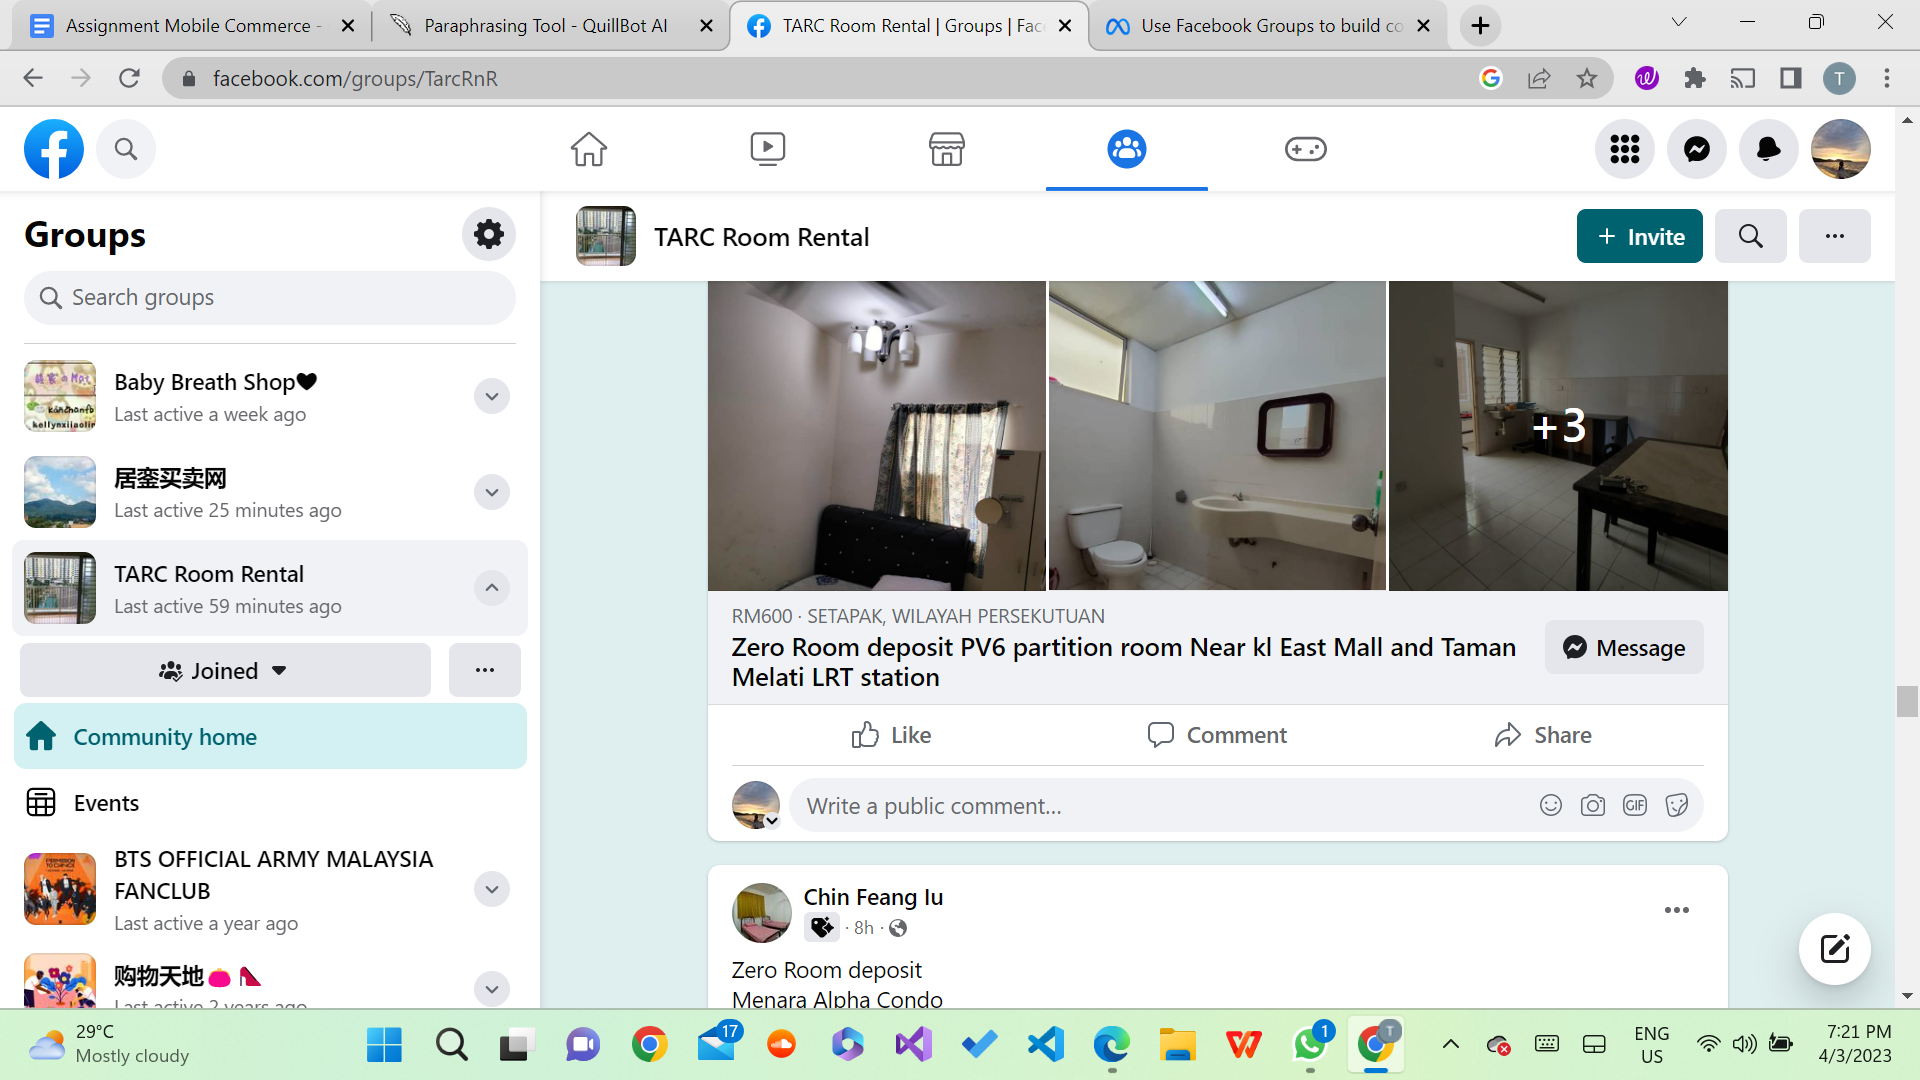 Assignment Mobile Commerce -
Paraphrasing Tool - QuillBot AI
TARC Room Rental | Groups | Fac
Use Facebook Groups to build co
facebook.com/groups/TarcRnR
T
Groups
TARC Room Rental
+ Invite
Search groups
Baby Breath Shop🖤
Last active a week ago
居銮买卖网
Last active 25 minutes ago
TARC Room Rental
Last active 59 minutes ago
Joined
Community home
Events
BTS OFFICIAL ARMY MALAYSIA
FANCLUB
Last active a year ago
购物天地👛👠
Last active 2 years ago
+3
RM600 · SETAPAK, WILAYAH PERSEKUTUAN
Zero Room deposit PV6 partition room Near kl East Mall and Taman
Melati LRT station
Message
Like
Comment
Share
Write a public comment...
GIF
Chin Feang Iu
· 8h ·
Zero Room deposit
Menara Alpha Condo
29°C
Mostly cloudy
17
1
T
ENG
US
7:21 PM
4/3/2023